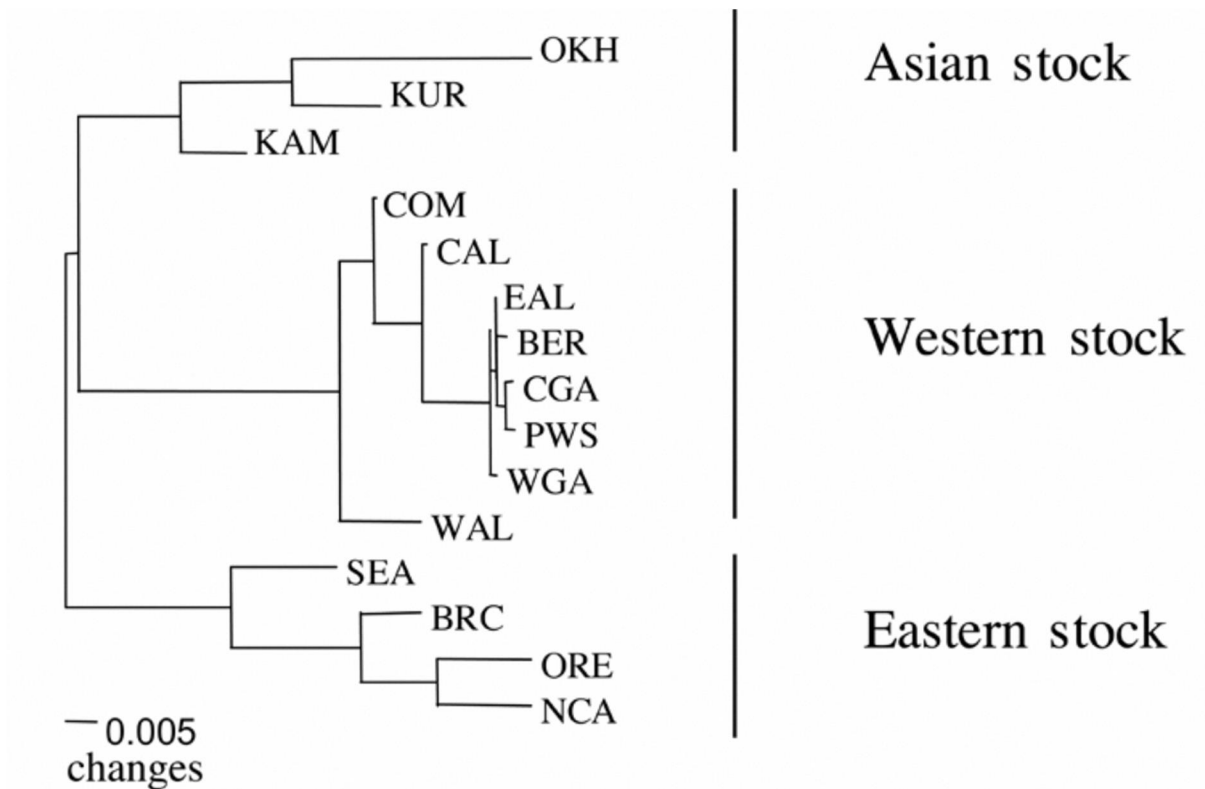 OKH
Asian stock
KUR
KAM
COM
CAL
EAL
Western stock
BER
CGA
PWS
WGA
WAL
SEA
BRC
Eastern stock
ORE
NCA
0.005
changes